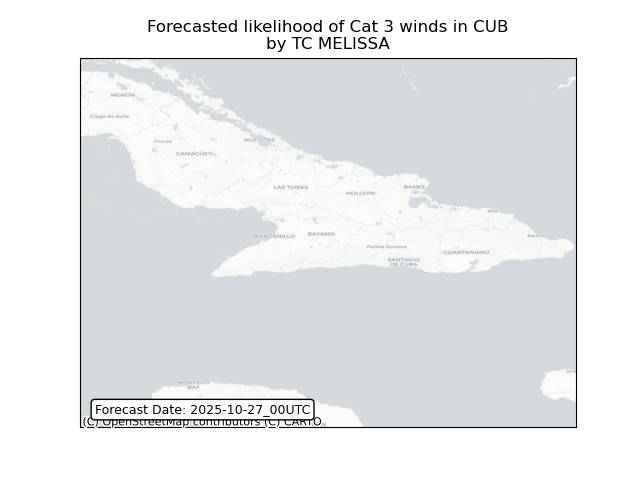 Forecasted likelihood of Cat 3 winds in CUB
by TC MELISSA
MORÓN
Ciego de Ávila
Florida
NUEVITAS
CAMAGÜEY
LAS TUNAS
HOLGUÍN
BANES
Moa
MANZANILLO
BAYAMO
Baracoa
Palma Soriano
GUANTÁNAMO
SANTIAGO
DE CUBA
MONTEGO
BAY
Forecast Date: 2025-10-27_00UTC
(C) OpenStreetMap contributors (C) CARTO